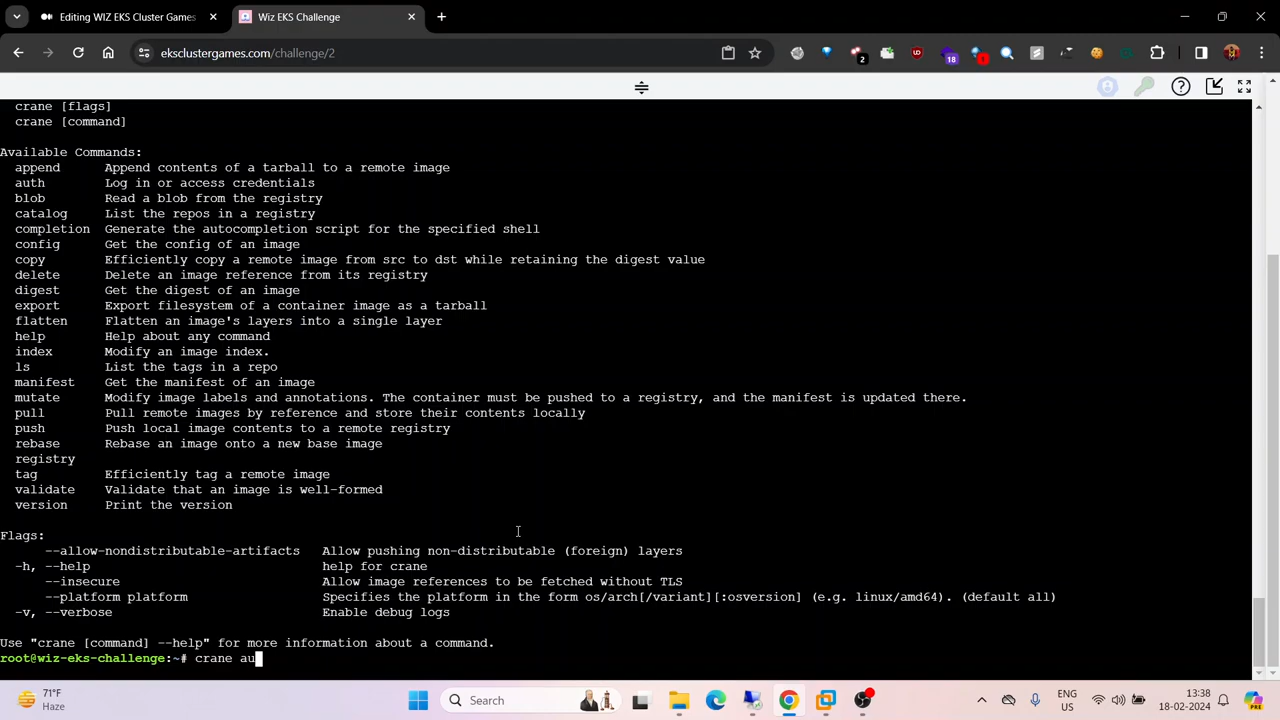 Editing WIZ EKS Cluster Games
Wiz EKS Challenge
eksclustergames.com/challenge/2
2
18
1
crane [flags]
crane [command]
Available Commands:
append Append contents of a tarball to a remote image
auth Log in or access credentials
blob Read a blob from the registry
catalog List the repos in a registry
completion Generate the autocompletion script for the specified shell
config Get the config of an image
copy Efficiently copy a remote image from src to dst while retaining the digest value
delete Delete an image reference from its registry
digest Get the digest of an image
export Export filesystem of a container image as a tarball
flatten Flatten an image's layers into a single layer
help Help about any command
index Modify an image index.
ls List the tags in a repo
manifest Get the manifest of an image
mutate Modify image labels and annotations. The container must be pushed to a registry, and the manifest is updated there.
pull Pull remote images by reference and store their contents locally
push Push local image contents to a remote registry
rebase Rebase an image onto a new base image
registry
tag Efficiently tag a remote image
validate Validate that an image is well-formed
version Print the version
Flags:
--allow-nondistributable-artifacts Allow pushing non-distributable (foreign) layers
-h, --help help for crane
--insecure Allow image references to be fetched without TLS
--platform platform Specifies the platform in the form os/arch[/variant][:osversion] (e.g. linux/amd64). (default all)
-v, --verbose Enable debug logs
Use "crane [command] --help" for more information about a command.
root@wiz-eks-challenge:~# crane au
71°F
Haze
Search
ENG
US
13:38
18-02-2024
PRE